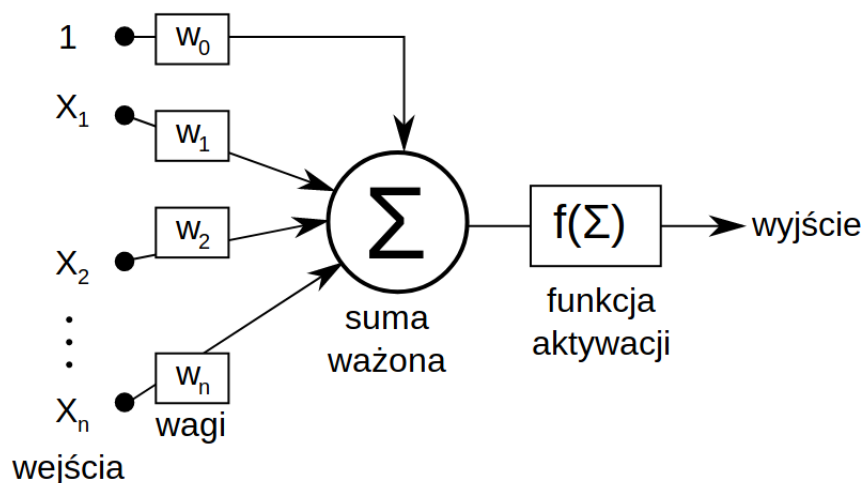 1
w₀
X₁
w₁
X₂
w₂
Xₙ
wₙ
wejścia
wagi
Σ
suma
ważona
f(Σ)
funkcja
aktywacji
wyjście